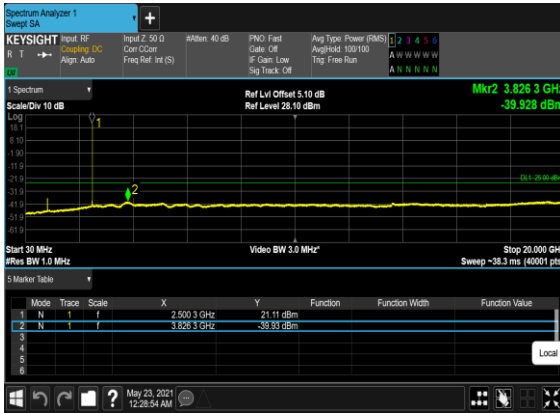 Spectrum Analyzer 1
Swept SA
+
KEYSIGHT Input: RF Input Z: 50 Ω #Atten: 40 dB PNO: Fast Avg Type: Power (RMS) 1 2 3 4 5 6
R T Coupling: DC Corr CCorr Gate: Off Avg|Hold: 100/100 A W W W W W
Align: Auto Freq Ref: Int (S) IF Gain: Low Trig: Free Run
LXI Sig Track: Off A N N N N N
1 Spectrum Ref Lvl Offset 5.10 dB Mkr2 3.826 3 GHz
Scale/Div 10 dB Ref Level 28.10 dBm -39.928 dBm
Log
18.1
8.10
-1.90
-11.9
-21.9
DL1 -25.00 dBm
-31.9
-41.9
-51.9
-61.9
1
2
Start 30 MHz Video BW 3.0 MHz* Stop 20.000 GHz
#Res BW 1.0 MHz Sweep ~38.3 ms (40001 pts)
5 Marker Table
Mode Trace Scale X Y Function Function Width Function Value
1 N 1 f 2.500 3 GHz 21.11 dBm
2 N 1 f 3.826 3 GHz -39.93 dBm
3
4
5
6
Local
? May 23, 2021
12:28:54 AM